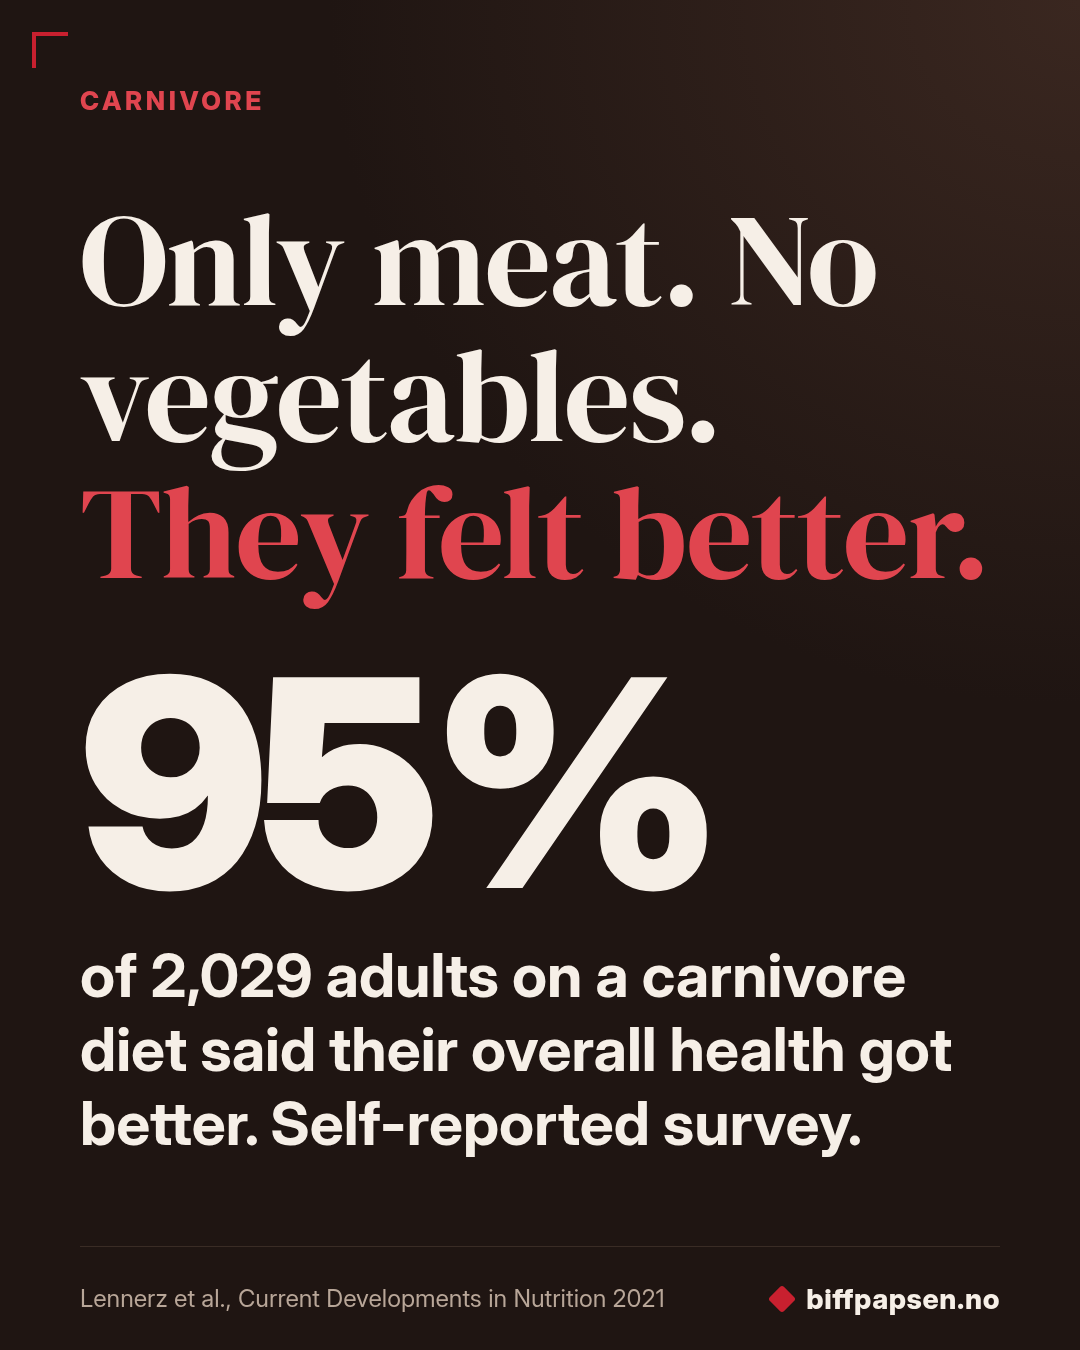 CARNIVORE
Only meat. No
vegetables.
They felt better.
95%
of 2,029 adults on a carnivore
diet said their overall health got
better. Self-reported survey.
Lennerz et al., Current Developments in Nutrition 2021
biffpapsen.no